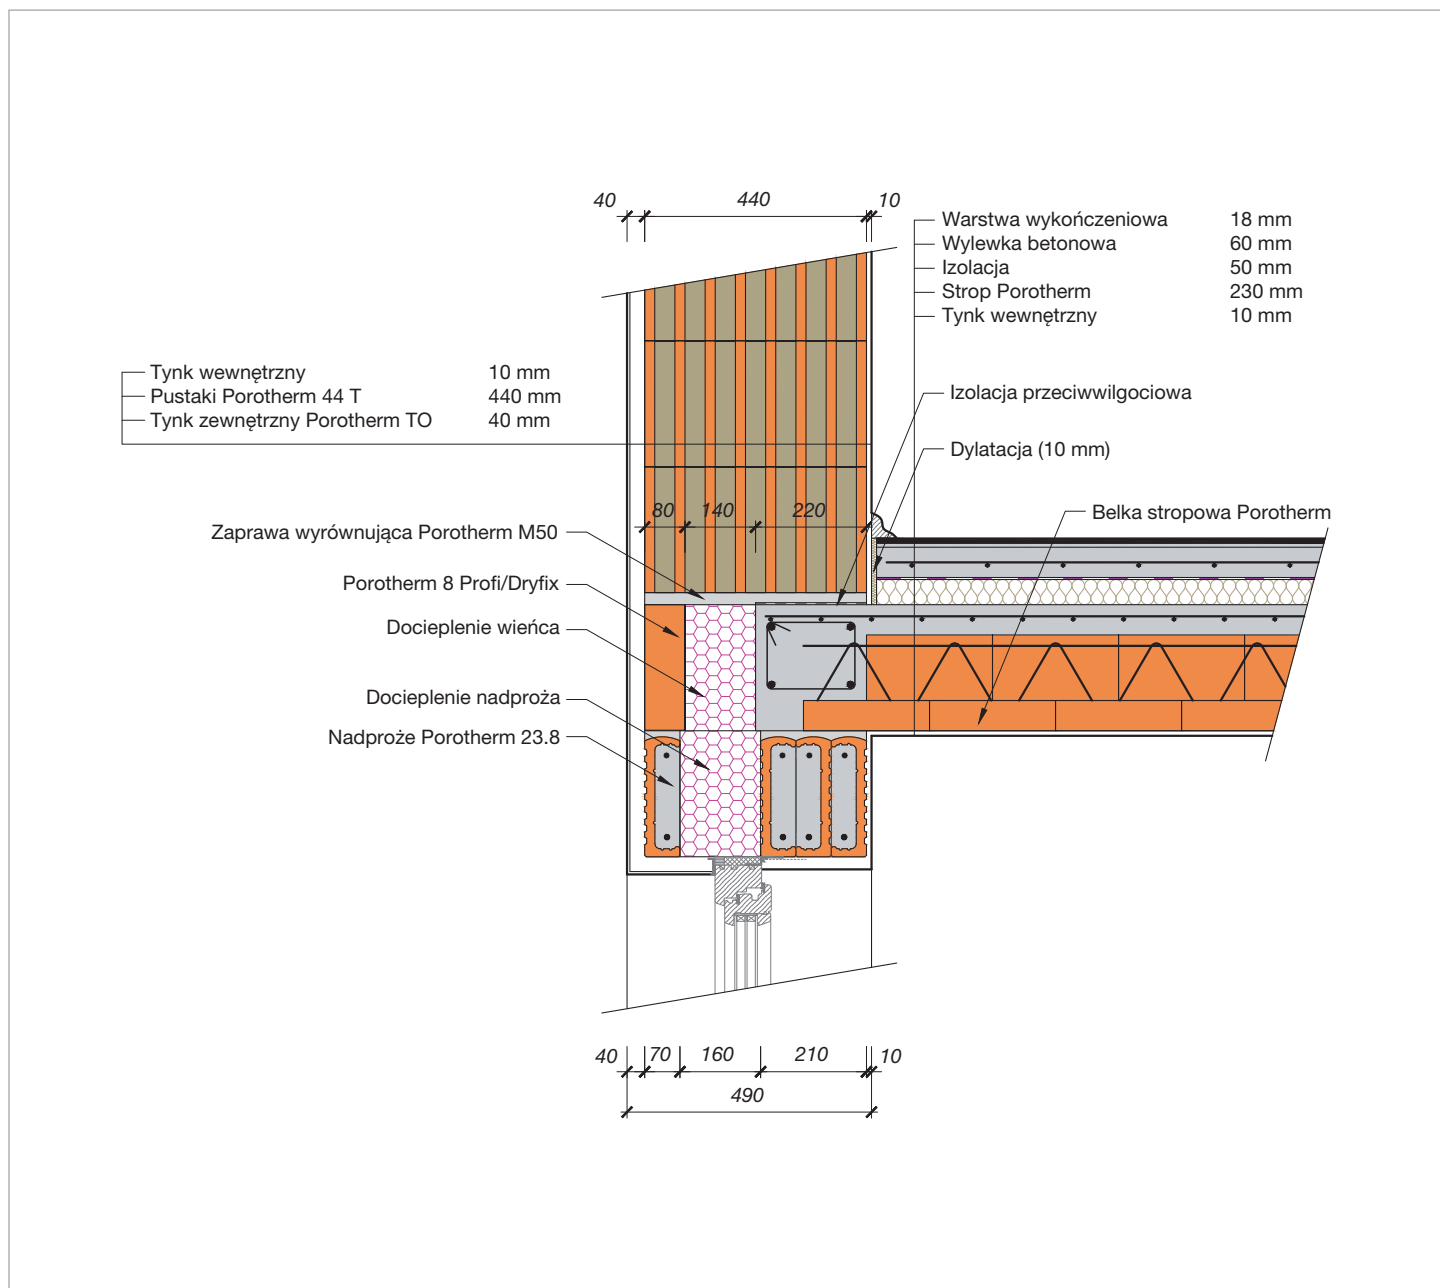 40 440 10
Warstwa wykończeniowa 18 mm
Wylewka betonowa 60 mm
Izolacja 50 mm
Strop Porotherm 230 mm
Tynk wewnętrzny 10 mm
Tynk wewnętrzny 10 mm
Pustaki Porotherm 44 T 440 mm
Tynk zewnętrzny Porotherm TO 40 mm
Izolacja przeciwwilgociowa
Dylatacja (10 mm)
Belka stropowa Porotherm
80 140 220
Zaprawa wyrównująca Porotherm M50
Porotherm 8 Profi/Dryfix
Docieplenie wieńca
Docieplenie nadproża
Nadproże Porotherm 23.8
40 70 160 210 10
490